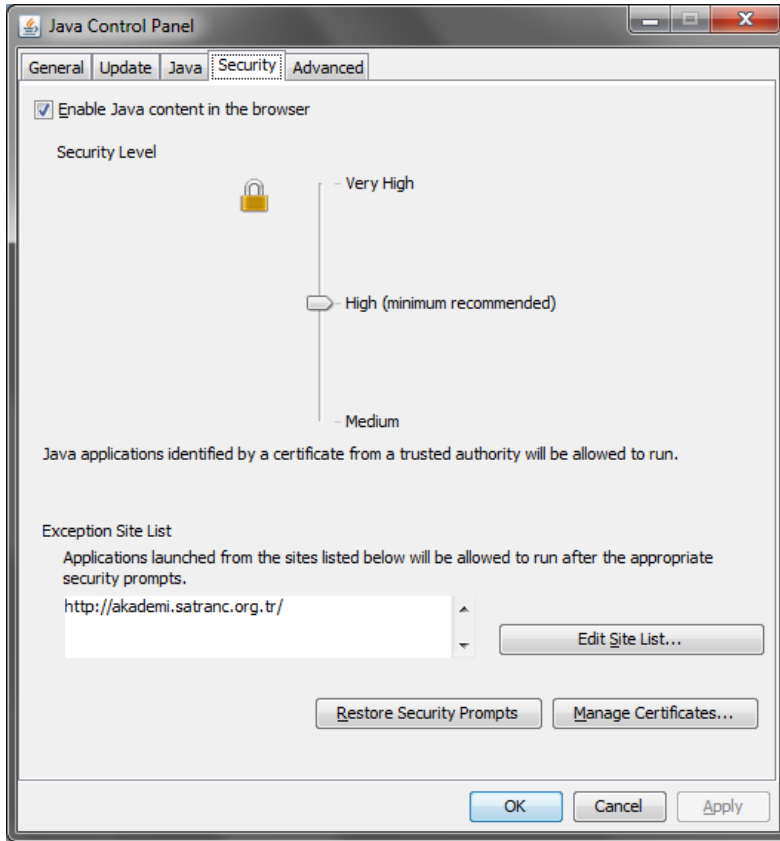 Java Control Panel
General Update Java Security Advanced
Enable Java content in the browser
Security Level
- Very High
- High (minimum recommended)
- Medium
Java applications identified by a certificate from a trusted authority will be allowed to run.
Exception Site List
Applications launched from the sites listed below will be allowed to run after the appropriate
security prompts.
http://akademi.satranc.org.tr/
Edit Site List...
Restore Security Prompts Manage Certificates...
OK Cancel Apply